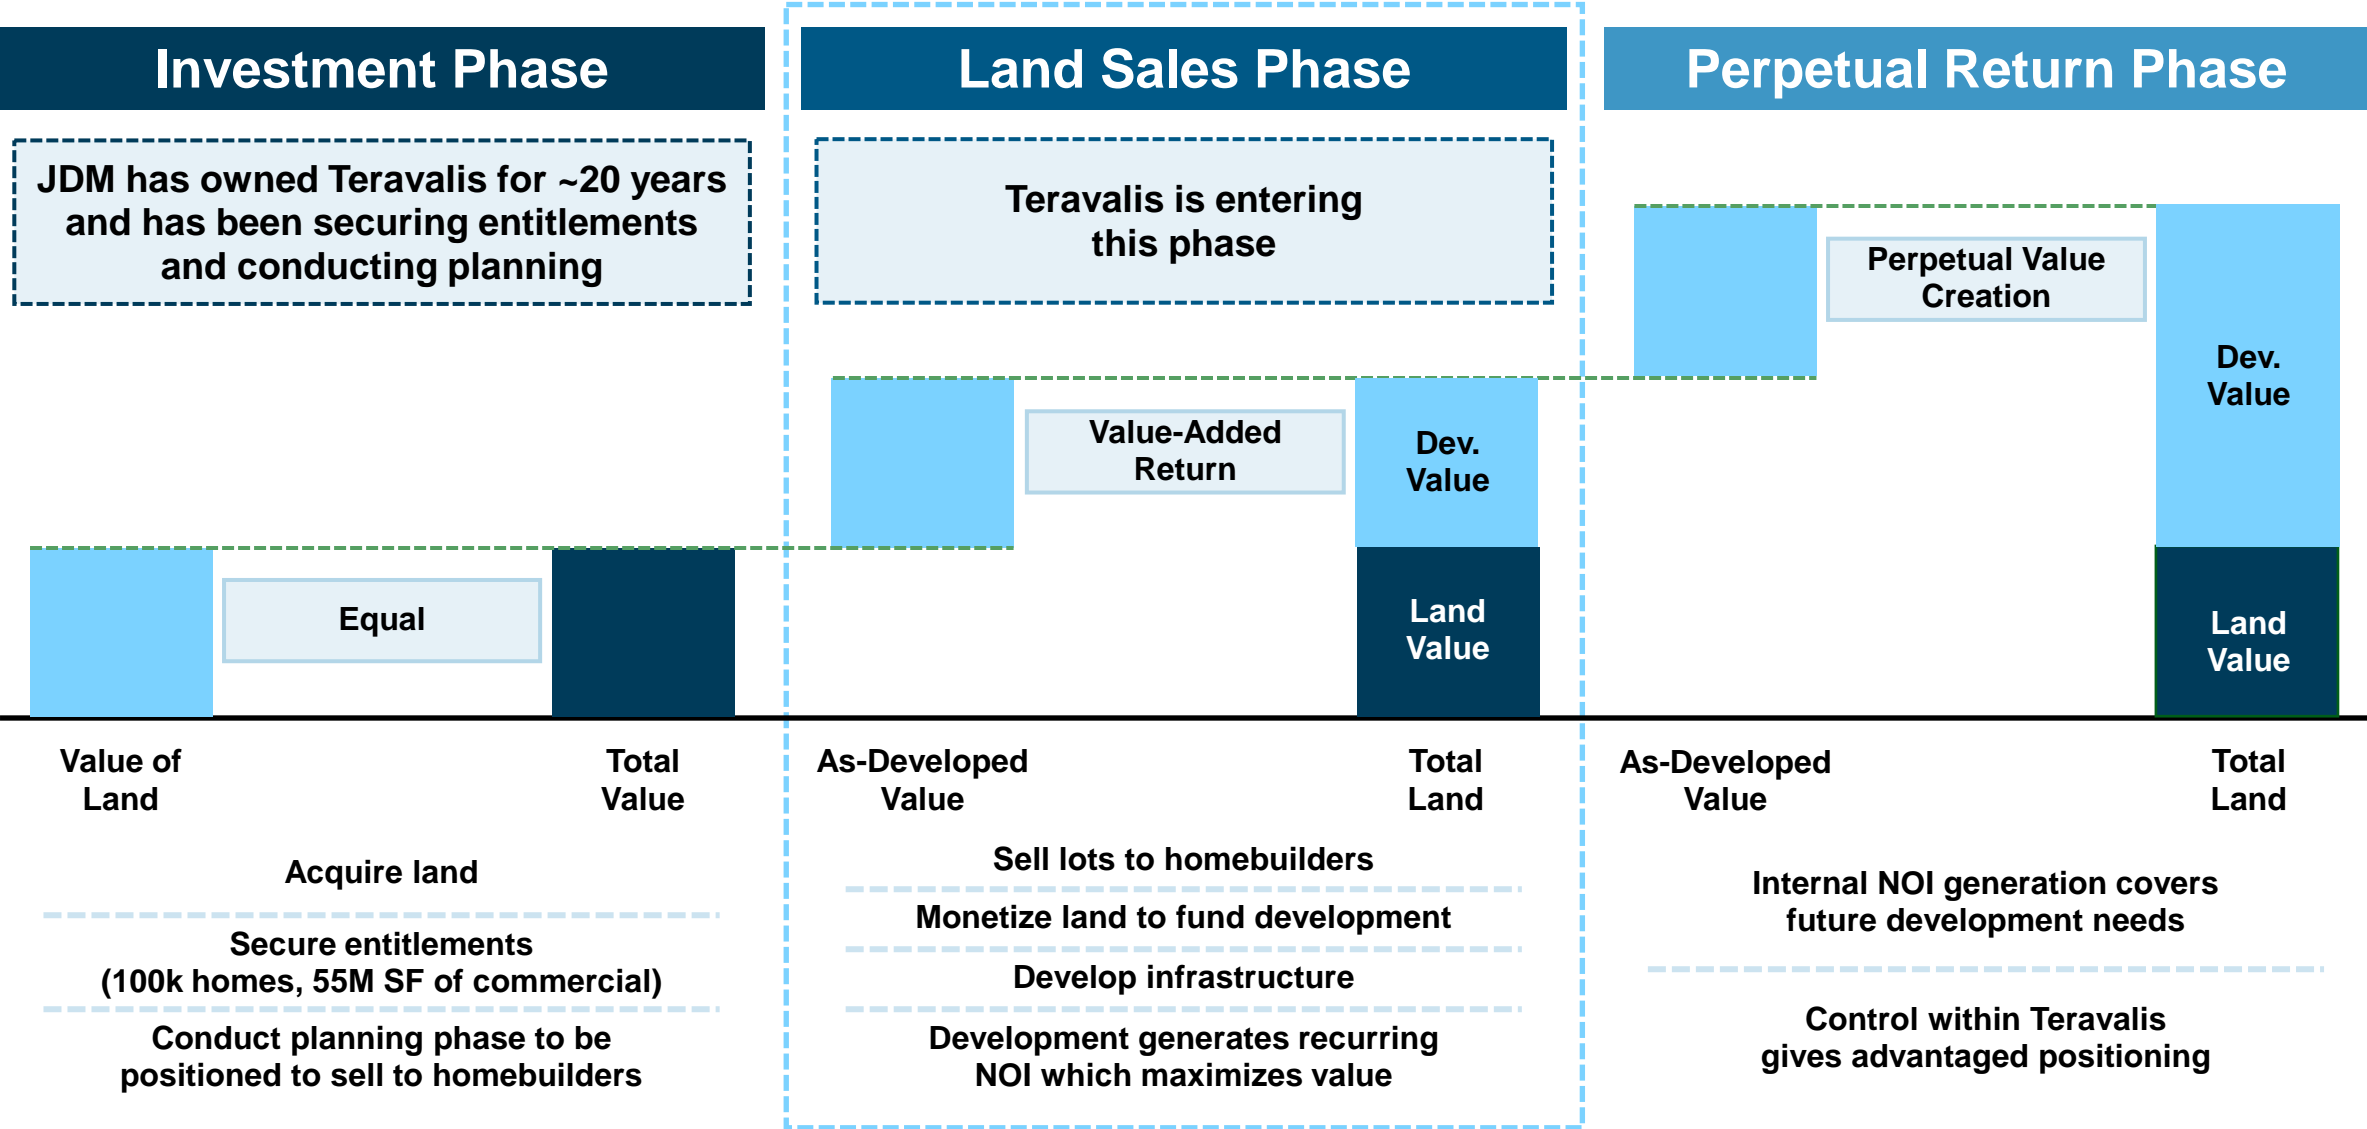 Investment Phase
JDM has owned Teravalis for ~20 years
and has been securing entitlements
and conducting planning
Equal
Value of
Land
Total
Value
Acquire land
Secure entitlements
(100k homes, 55M SF of commercial)
Conduct planning phase to be
positioned to sell to homebuilders
Land Sales Phase
Teravalis is entering
this phase
Value-Added
Return
Dev.
Value
Land
Value
As-Developed
Value
Total
Land
Sell lots to homebuilders
Monetize land to fund development
Develop infrastructure
Development generates recurring
NOI which maximizes value
Perpetual Return Phase
Perpetual Value
Creation
Dev.
Value
Land
Value
As-Developed
Value
Total
Land
Internal NOI generation covers
future development needs
Control within Teravalis
gives advantaged positioning